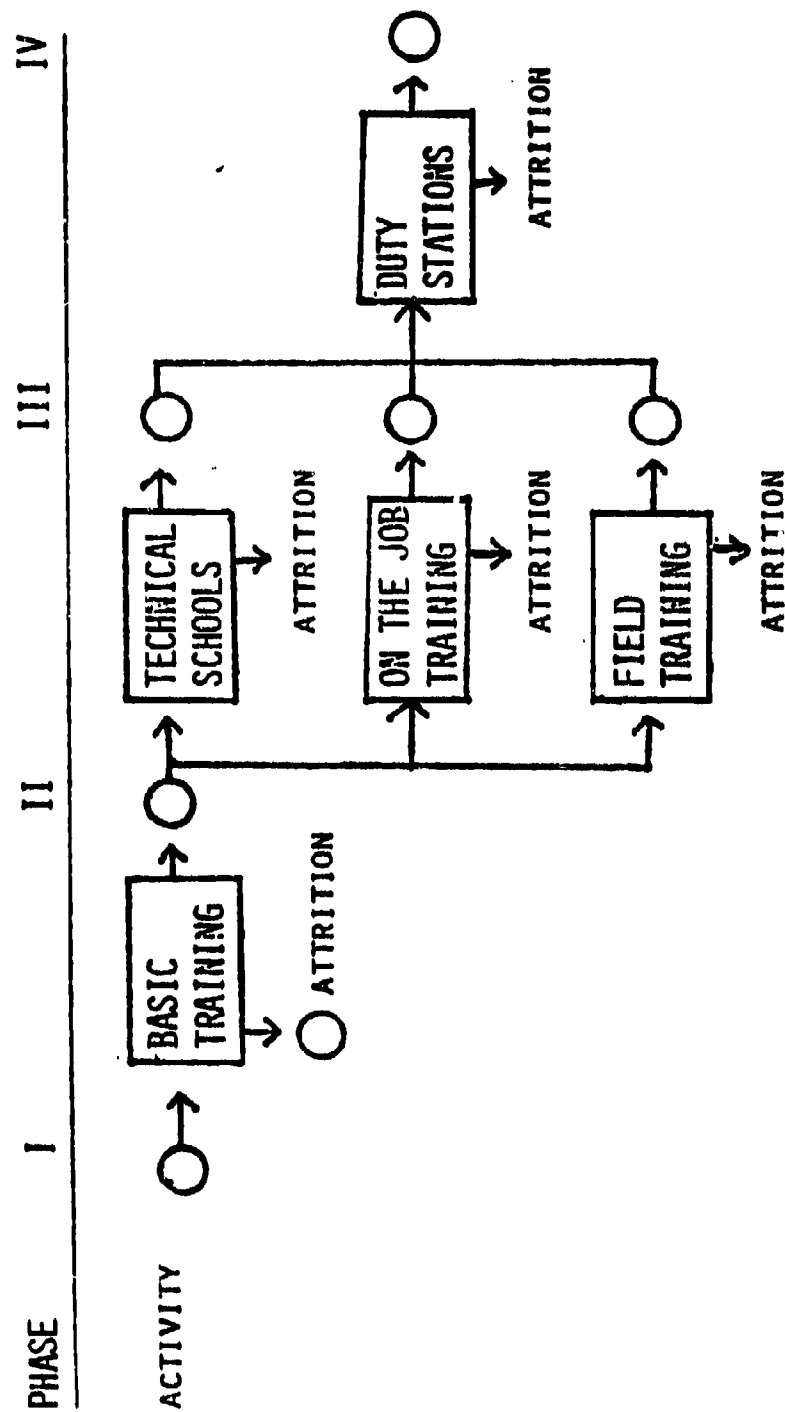 PHASE I II III IV
ACTIVITY
BASIC
TRAINING
ATTRITION
TECHNICAL
SCHOOLS
ATTRITION
ON THE JOB
TRAINING
ATTRITION
FIELD
TRAINING
ATTRITION
DUTY
STATIONS
ATTRITION